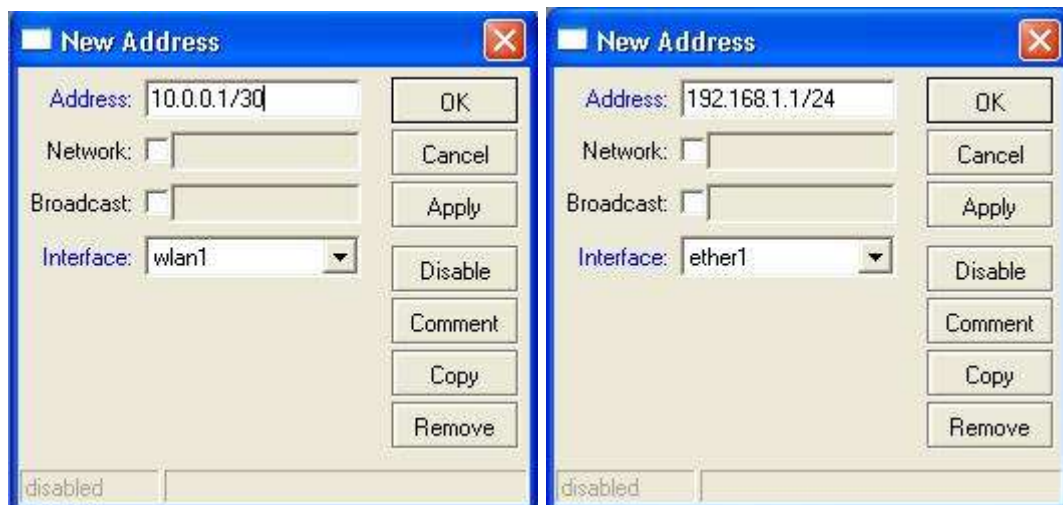 New Address
Address: 10.0.0.1/30
OK
Network:
Cancel
Broadcast:
Apply
Interface: wlan1
Disable
Comment
Copy
Remove
disabled
New Address
Address: 192.168.1.1/24
OK
Network:
Cancel
Broadcast:
Apply
Interface: ether1
Disable
Comment
Copy
Remove
disabled